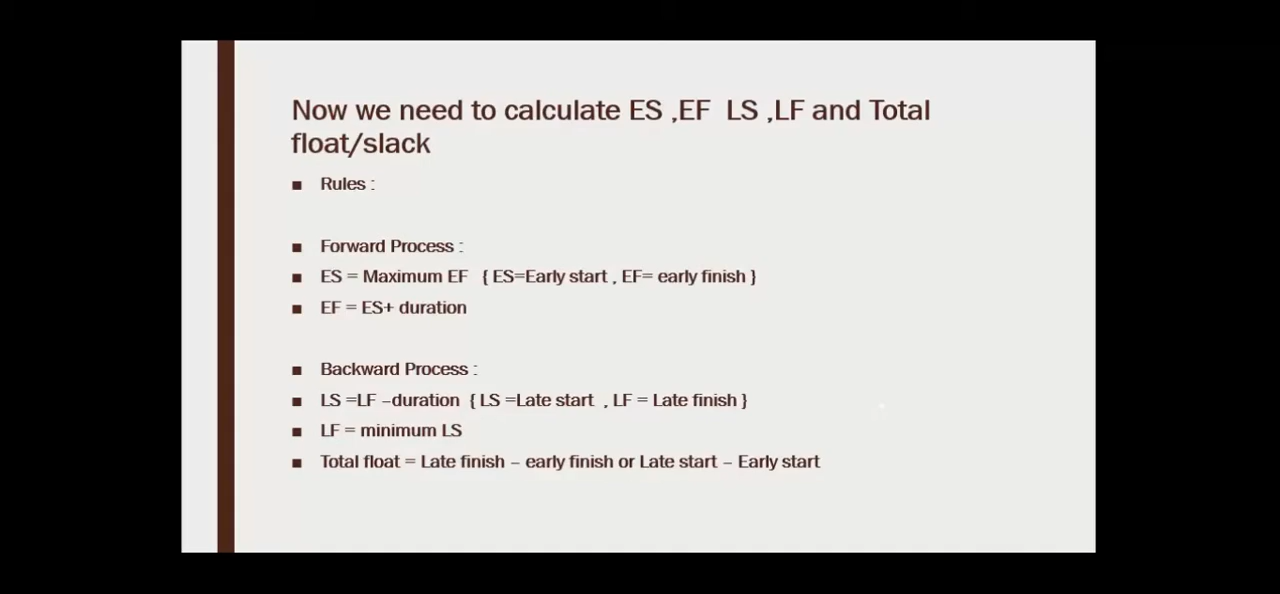 Now we need to calculate ES ,EF LS ,LF and Total
float/slack
■ Rules :
■ Forward Process :
■ ES = Maximum EF { ES=Early start , EF= early finish }
■ EF = ES+ duration
■ Backward Process :
■ LS =LF –duration { LS =Late start , LF = Late finish }
■ LF = minimum LS
■ Total float = Late finish – early finish or Late start – Early start